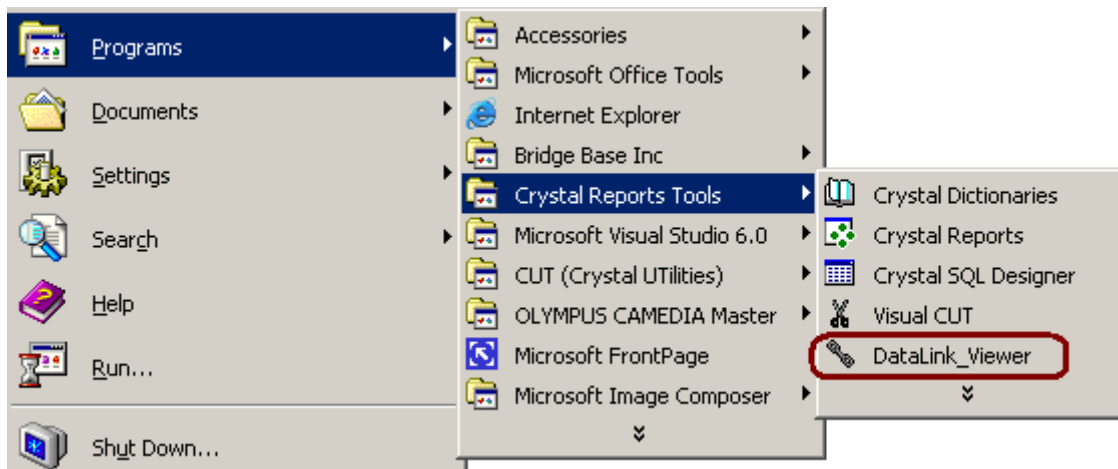 Programs
Documents
Settings
Search
Help
Run...
Shut Down...
Accessories
Microsoft Office Tools
Internet Explorer
Bridge Base Inc
Crystal Reports Tools
Microsoft Visual Studio 6.0
CUT (Crystal UTilities)
OLYMPUS CAMEDIA Master
Microsoft FrontPage
Microsoft Image Composer
Crystal Dictionaries
Crystal Reports
Crystal SQL Designer
Visual CUT
DataLink_Viewer